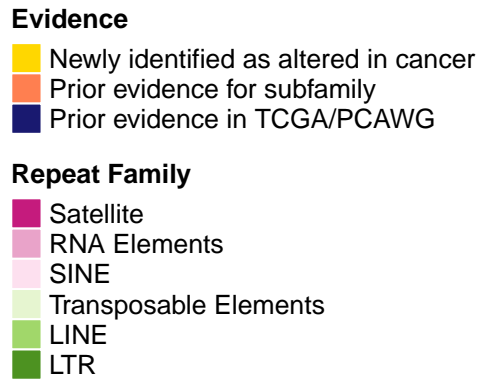 Evidence
Newly identified as altered in cancer
Prior evidence for subfamily
Prior evidence in TCGA/PCAWG
Repeat Family
Satellite
RNA Elements
SINE
Transposable Elements
LINE
LTR